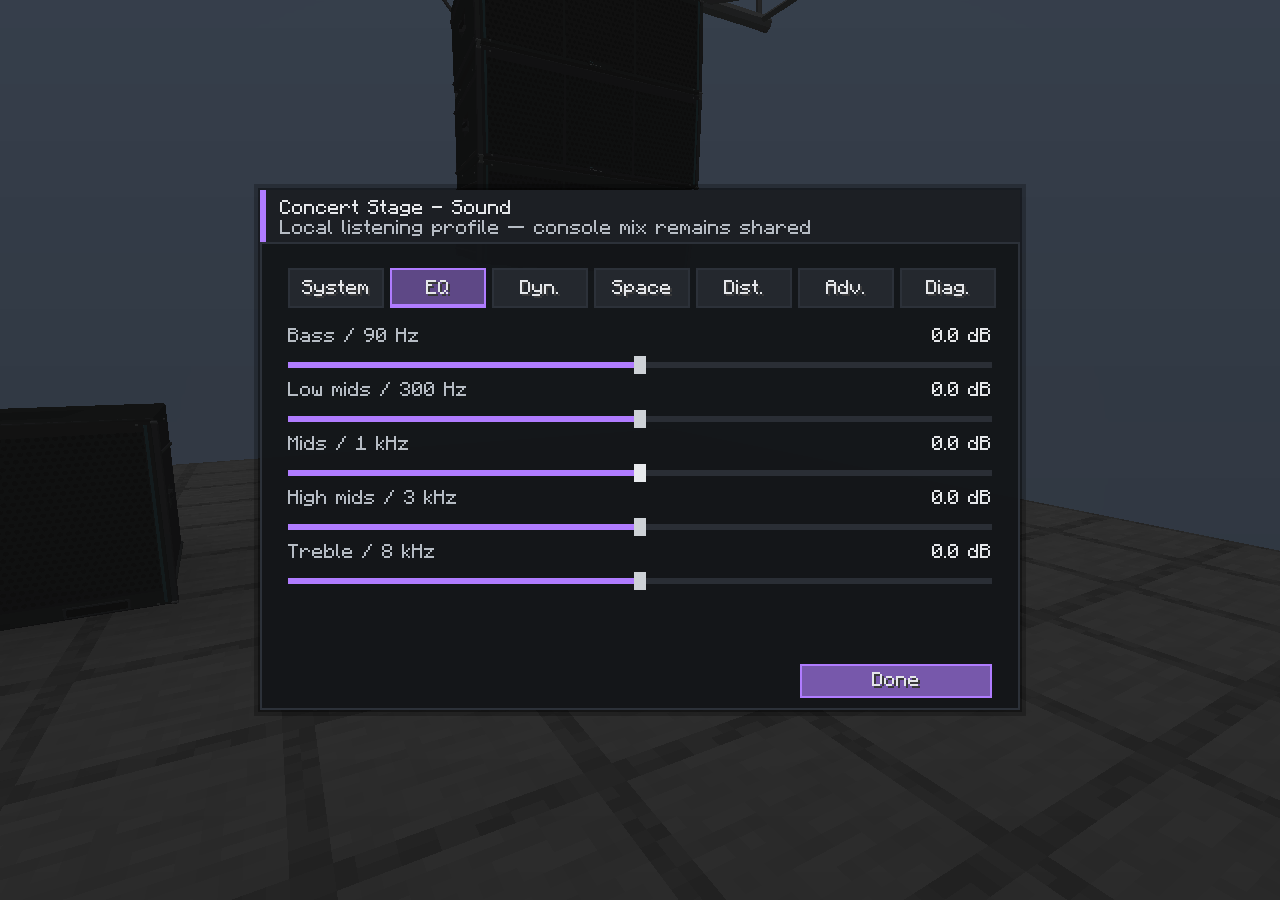 Concert Stage – Sound
Local listening profile — console mix remains shared
System EQ Dyn. Space Dist. Adv. Diag.
Bass / 90 Hz 0.0 dB
Low mids / 300 Hz 0.0 dB
Mids / 1 kHz 0.0 dB
High mids / 3 kHz 0.0 dB
Treble / 8 kHz 0.0 dB
Done